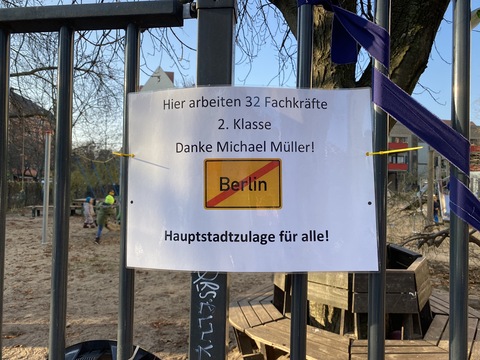 Hier arbeiten 32 Fachkräfte
2. Klasse
Danke Michael Müller!
Berlin
Hauptstadtzulage für alle!